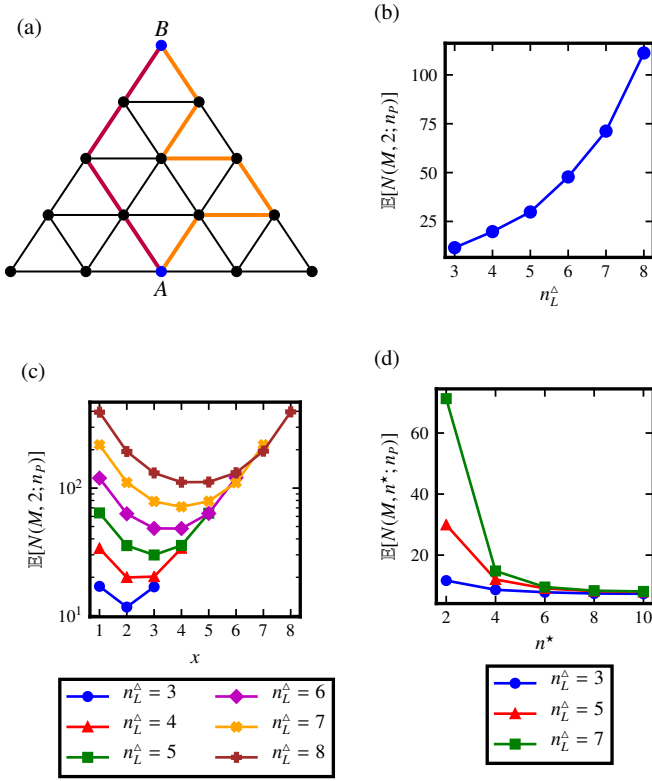 (a)
B
A
(b)
𝔼[N(M, 2; n_P)]
100
75
50
25
3 4 5 6 7 8
n_L^△
(c)
𝔼[N(M, 2; n_P)]
10^2
10^1
1 2 3 4 5 6 7 8
x
n_L^△ = 3
n_L^△ = 4
n_L^△ = 5
n_L^△ = 6
n_L^△ = 7
n_L^△ = 8
(d)
𝔼[N(M, n^⋆; n_P)]
60
40
20
2 4 6 8 10
n^⋆
n_L^△ = 3
n_L^△ = 5
n_L^△ = 7